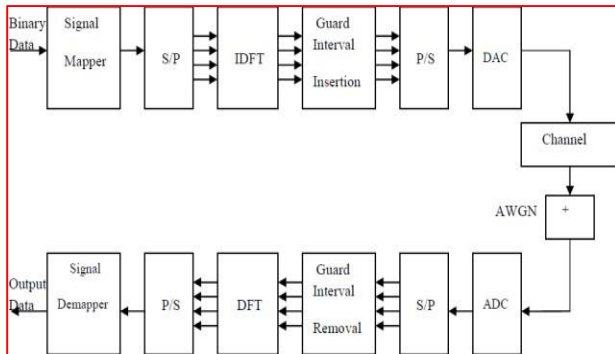 Binary
Data
Signal
Mapper
S/P
IDFT
Guard
Interval
Insertion
P/S
DAC
Channel
AWGN
+
Output
Data
Signal
Demapper
P/S
DFT
Guard
Interval
Removal
S/P
ADC